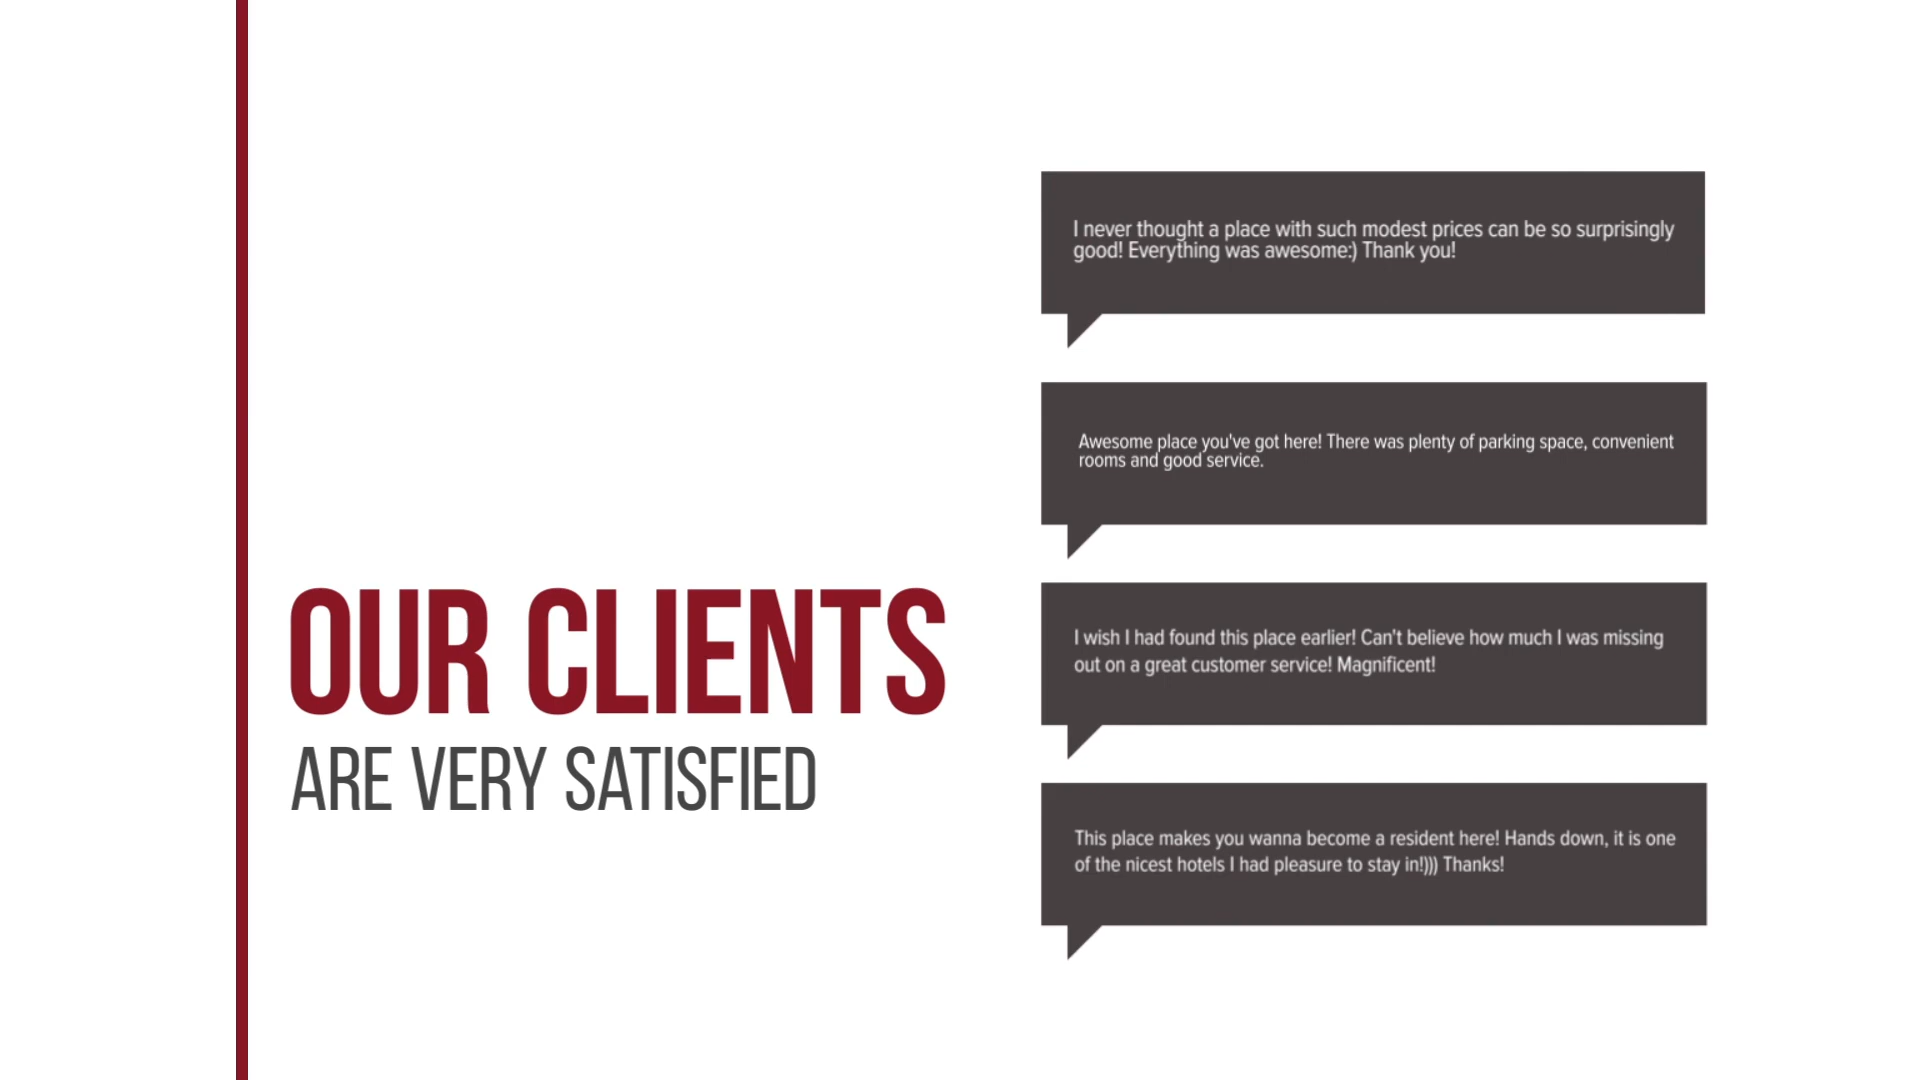 OUR CLIENTS
ARE VERY SATISFIED
I never thought a place with such modest prices can be so surprisingly
good! Everything was awesome:) Thank you!
Awesome place you've got here! There was plenty of parking space, convenient
rooms and good service.
I wish I had found this place earlier! Can't believe how much I was missing
out on a great customer service! Magnificent!
This place makes you wanna become a resident here! Hands down, it is one
of the nicest hotels I had pleasure to stay in!))) Thanks!